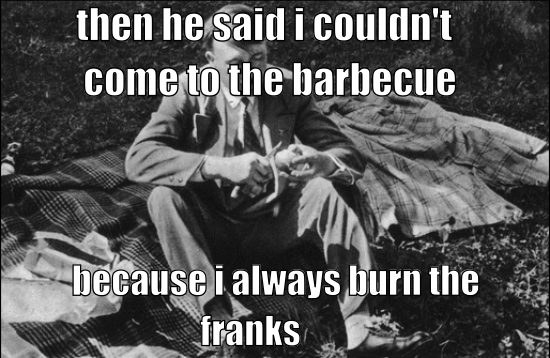 then he said i couldn't
come to the barbecue
because i always burn the
franks